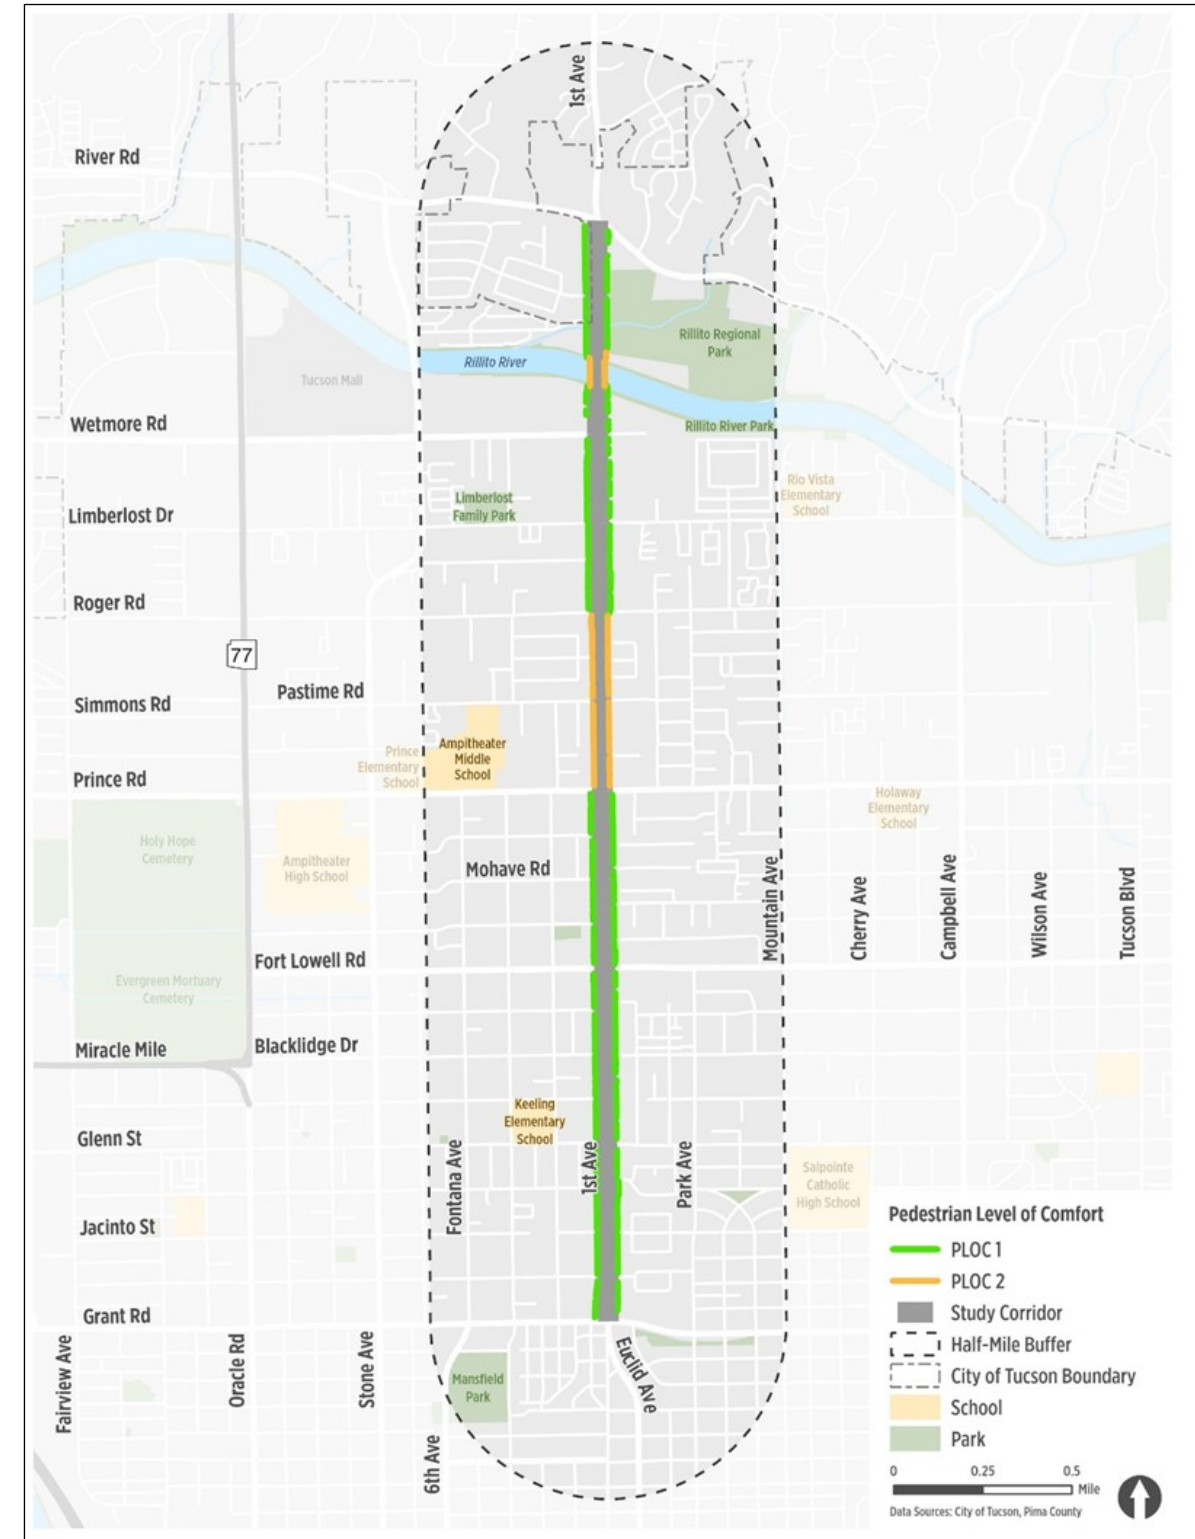 1st Ave
River Rd
Rillito Regional
Park
Rillito River
Tucson Mall
Wetmore Rd
Rillito River Park
Limberlost
Family Park
Rio Vista
Elementary
School
Limberlost Dr
Roger Rd
77
Pastime Rd
Simmons Rd
Prince
Elementary
School
Ampitheater
Middle
School
Prince Rd
Holaway
Elementary
School
Holy Hope
Cemetery
Ampitheater
High School
Mohave Rd
Mountain Ave
Cherry Ave
Campbell Ave
Wilson Ave
Tucson Blvd
Fort Lowell Rd
Evergreen Mortuary
Cemetery
Miracle Mile
Blacklidge Dr
Keeling
Elementary
School
Glenn St
Fontana Ave
1st Ave
Park Ave
Salpointe
Catholic
High School
Jacinto St
Grant Rd
Fairview Ave
Oracle Rd
Stone Ave
Mansfield
Park
Euclid Ave
6th Ave
Pedestrian Level of Comfort
PLOC 1
PLOC 2
Study Corridor
Half-Mile Buffer
City of Tucson Boundary
School
Park
0 0.25 0.5
Mile
Data Sources: City of Tucson, Pima County